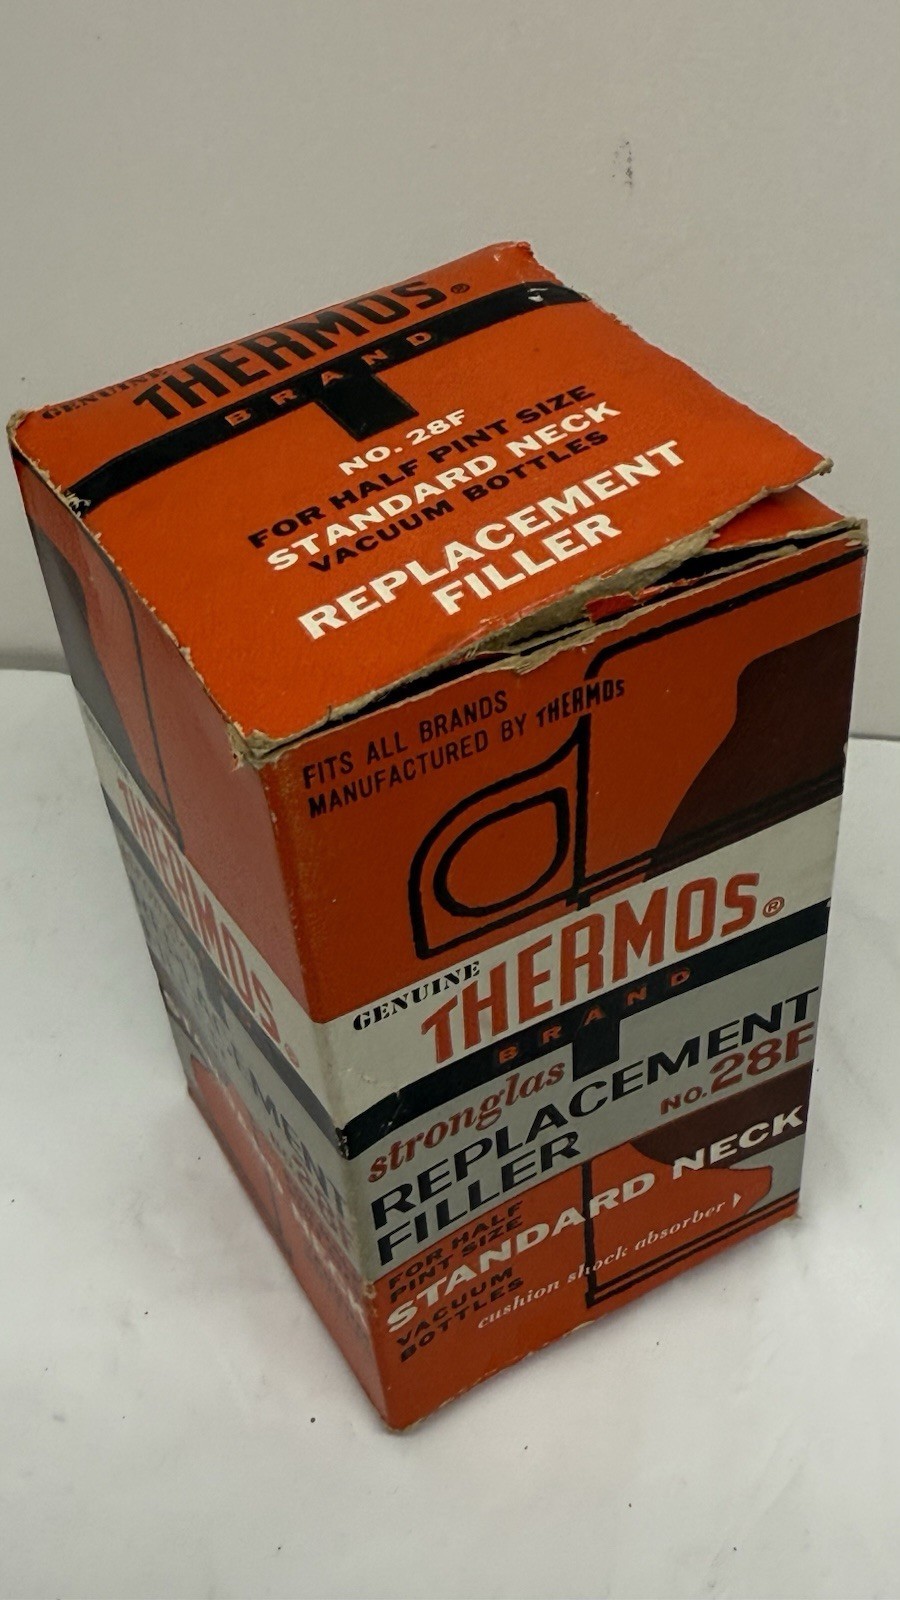 GENUINE
THERMOS®
BRAND
NO. 28F
FOR HALF PINT SIZE
STANDARD NECK
VACUUM BOTTLES
REPLACEMENT
FILLER
FITS ALL BRANDS
MANUFACTURED BY THERMOS
GENUINE
THERMOS®
BRAND
stronglas
REPLACEMENT
FILLER
NO. 28F
FOR HALF
PINT SIZE
STANDARD NECK
VACUUM
BOTTLES
cushion shock absorber
THERMOS®